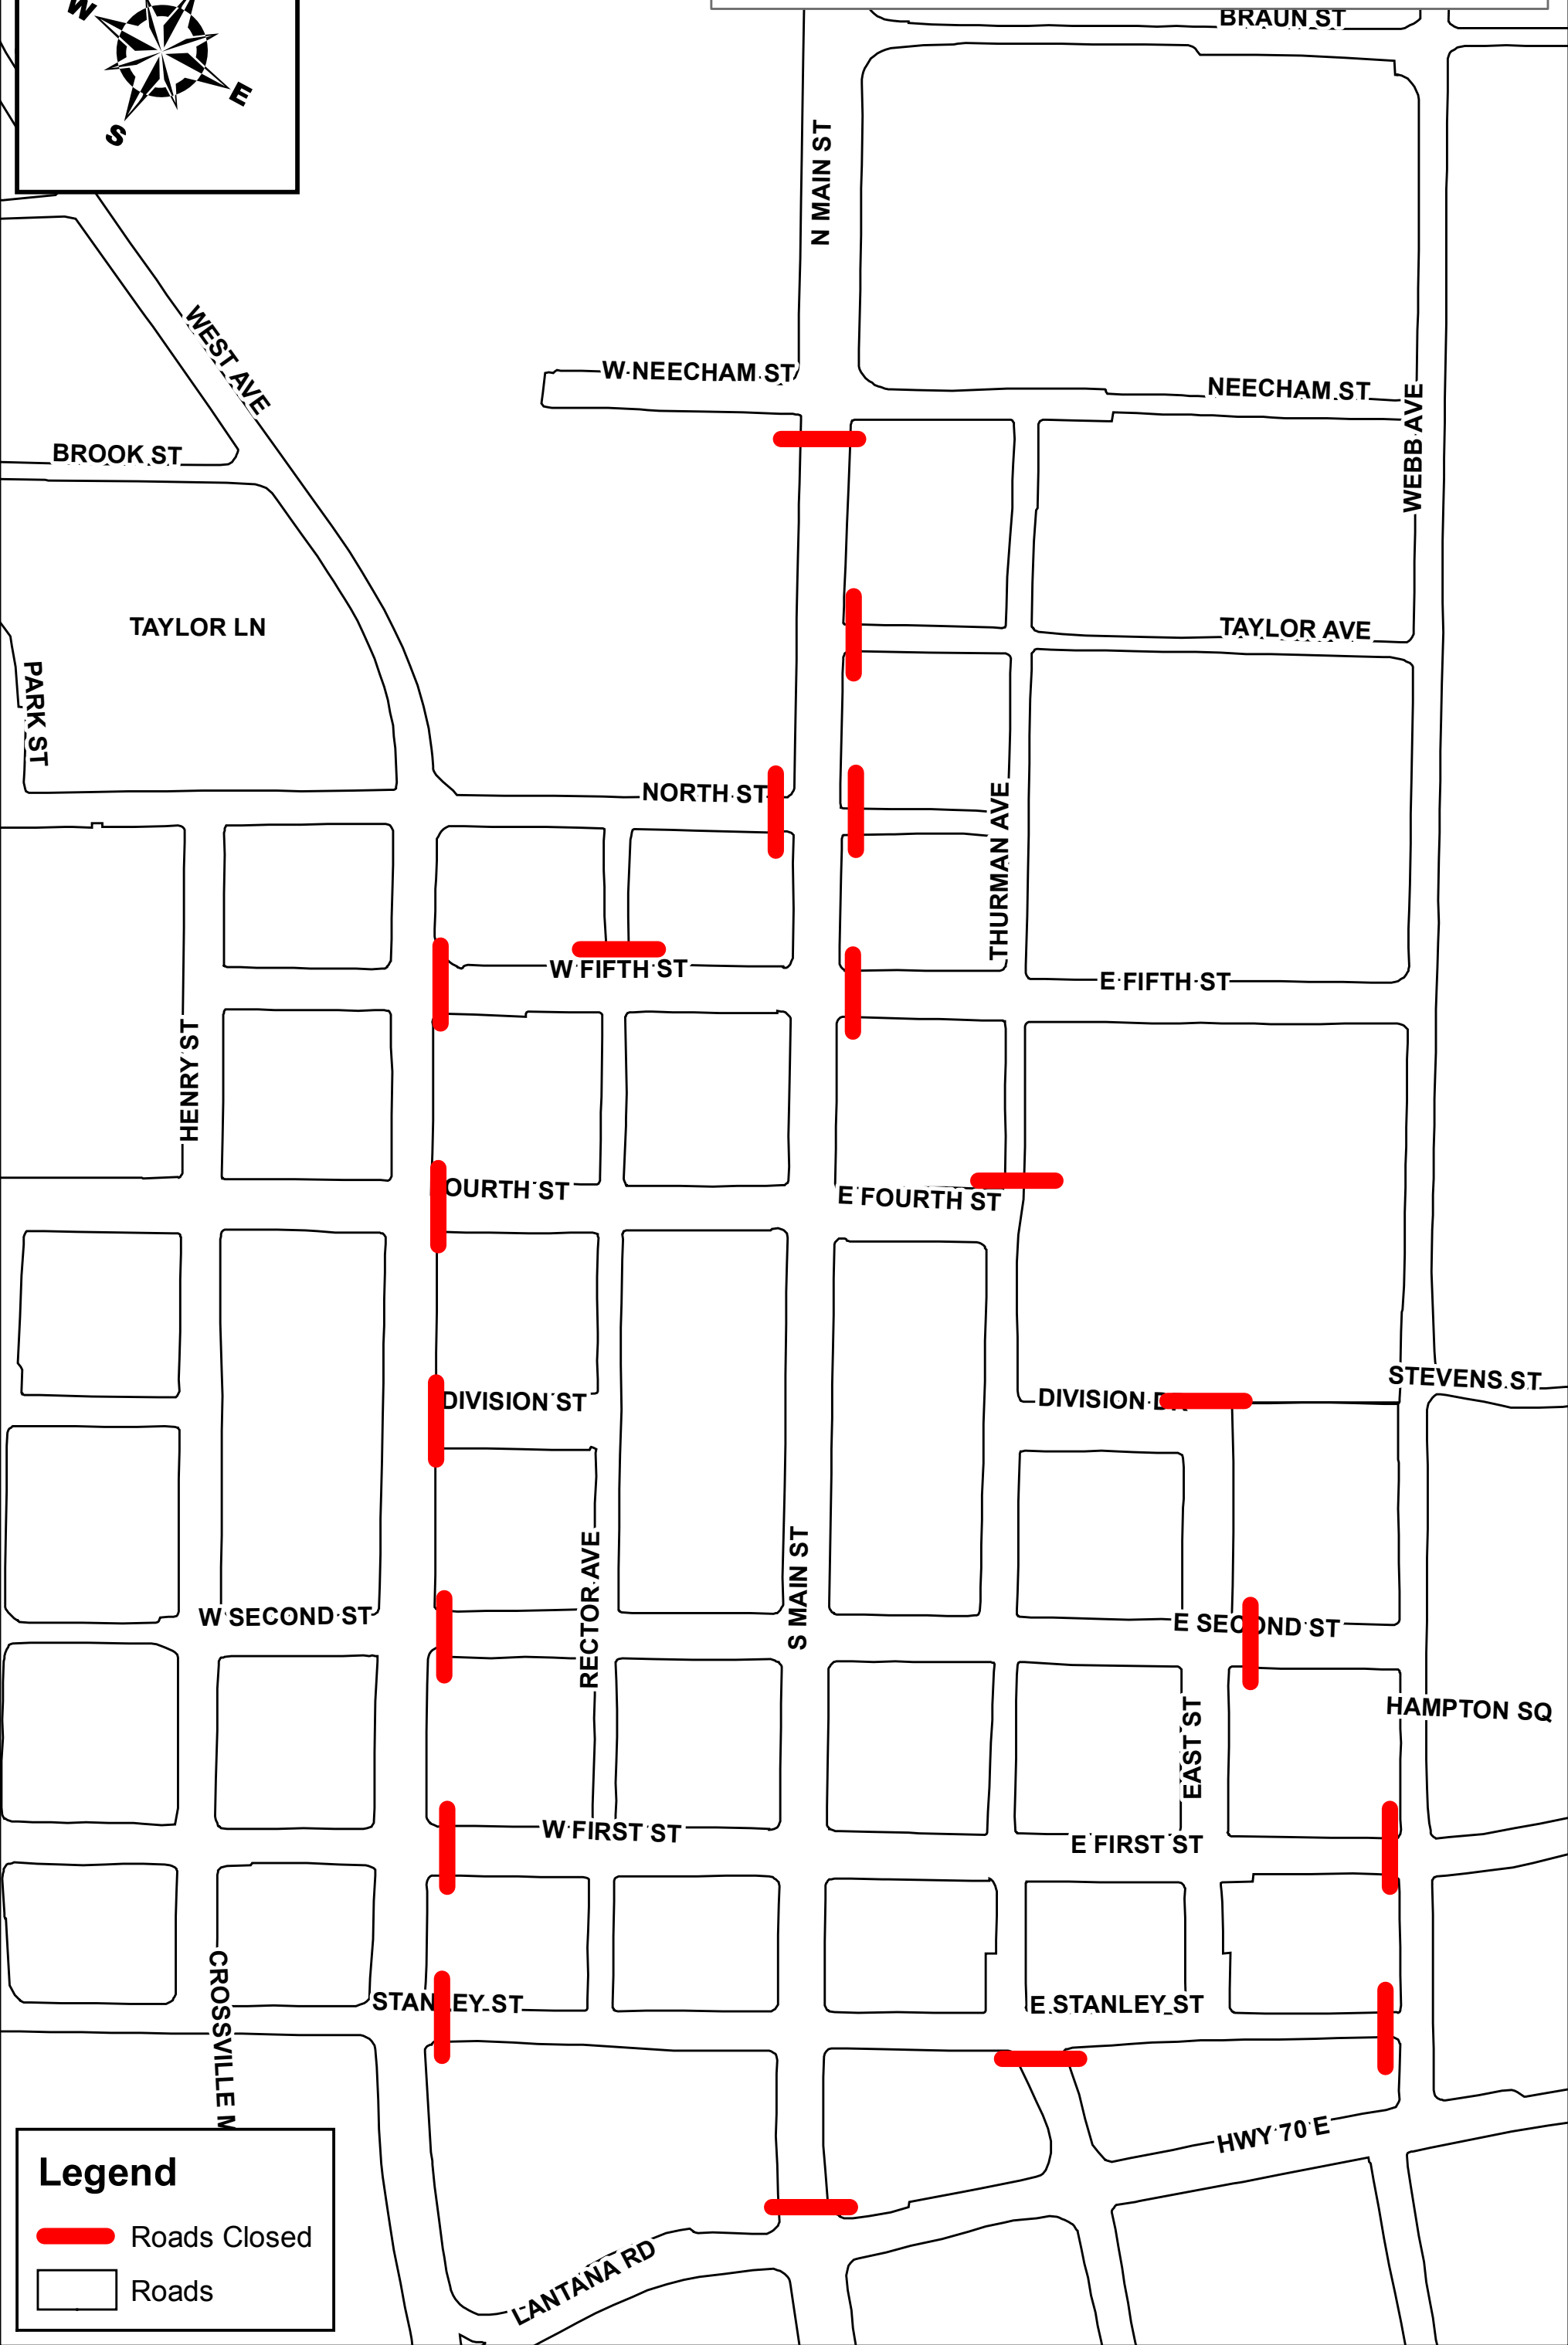 BRAUN ST
W
E
S
N MAIN ST
WEST AVE
W NEECHAM ST
NEECHAM ST
WEBB AVE
BROOK ST
TAYLOR LN
TAYLOR AVE
PARK ST
NORTH ST
THURMAN AVE
W FIFTH ST
E FIFTH ST
HENRY ST
OURTH ST
E FOURTH ST
STEVENS ST
DIVISION ST
DIVISION
S MAIN ST
RECTOR AVE
W SECOND ST
E SECOND ST
HAMPTON SQ
EAST ST
W FIRST ST
E FIRST ST
CROSSVILLE
STANLEY ST
E STANLEY ST
HWY 70 E
LANTANA RD
Legend
Roads Closed
Roads